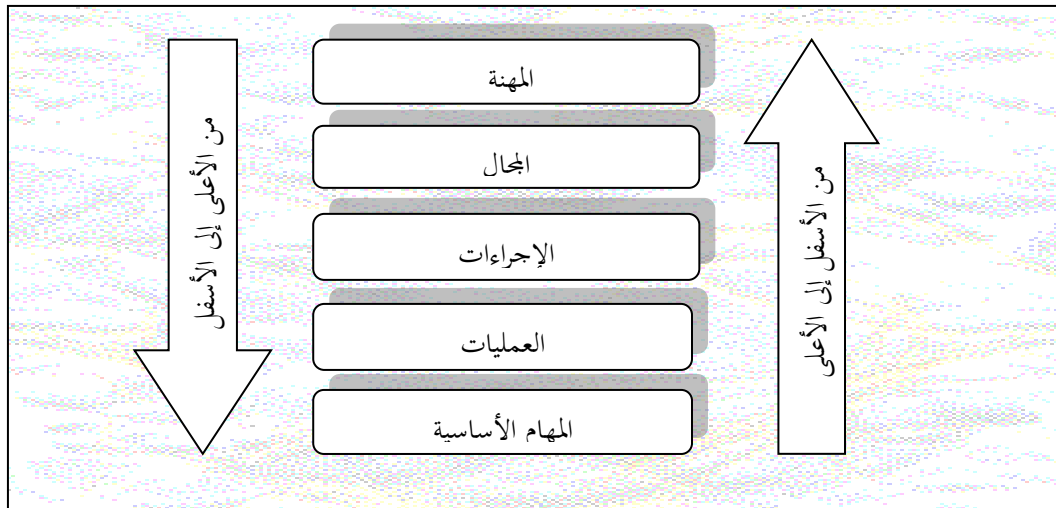 المهنة
المجال
الإجراءات
العمليات
المهام الأساسية
من الأسفل إلى الأعلى
من الأعلى إلى الأسفل